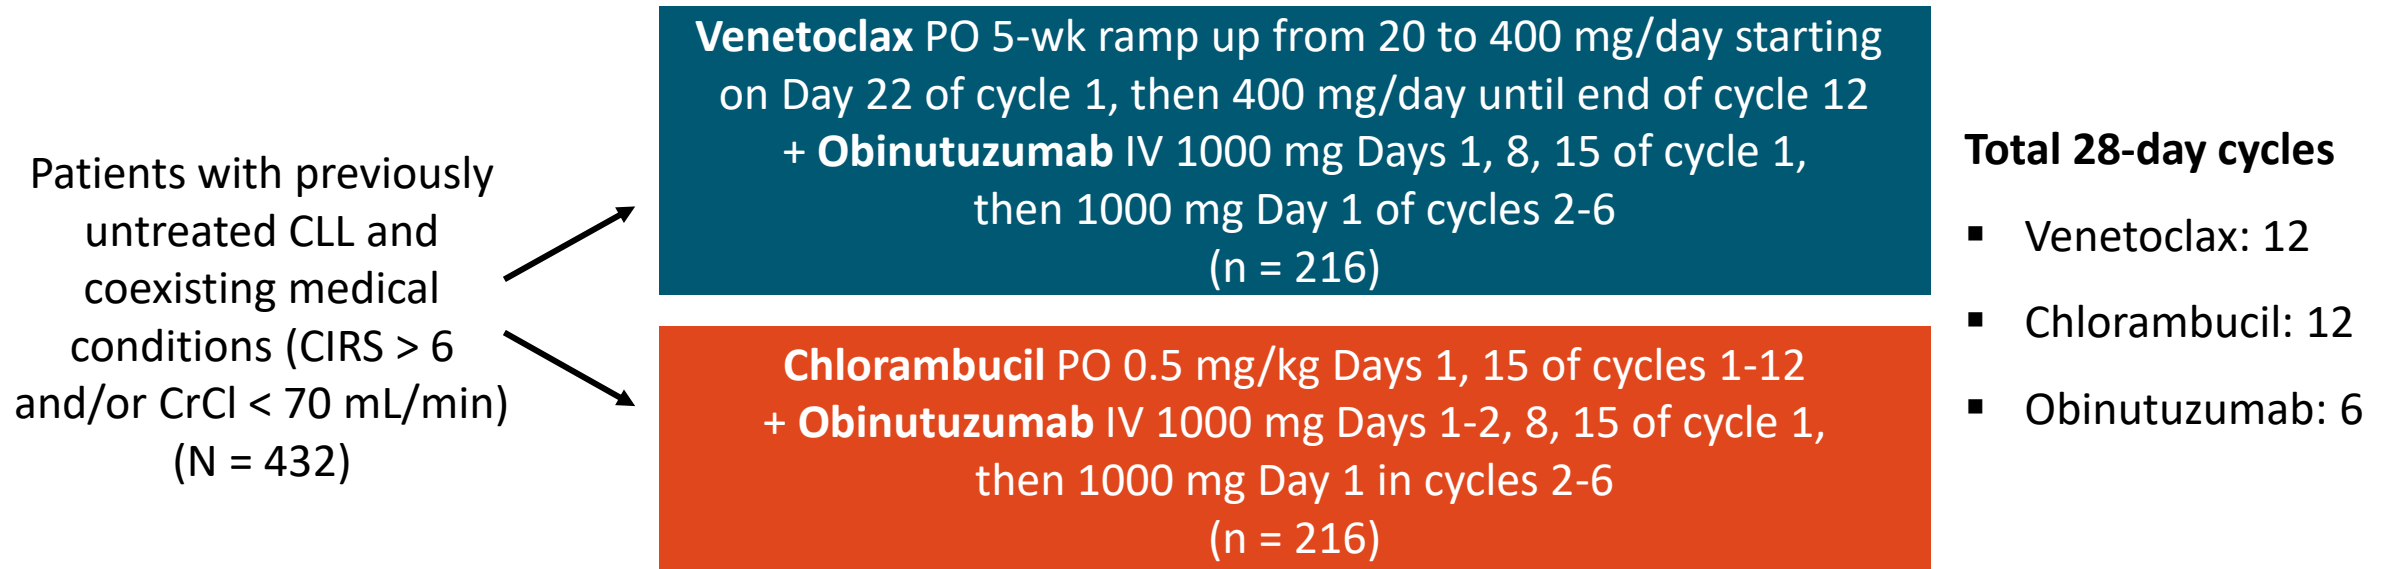 Patients with previously
untreated CLL and
coexisting medical
conditions (CIRS > 6
and/or CrCl < 70 mL/min)
(N = 432)
Venetoclax PO 5-wk ramp up from 20 to 400 mg/day starting
on Day 22 of cycle 1, then 400 mg/day until end of cycle 12
+ Obinutuzumab IV 1000 mg Days 1, 8, 15 of cycle 1,
then 1000 mg Day 1 of cycles 2-6
(n = 216)
Chlorambucil PO 0.5 mg/kg Days 1, 15 of cycles 1-12
+ Obinutuzumab IV 1000 mg Days 1-2, 8, 15 of cycle 1,
then 1000 mg Day 1 in cycles 2-6
(n = 216)
Total 28-day cycles
▪ Venetoclax: 12
▪ Chlorambucil: 12
▪ Obinutuzumab: 6